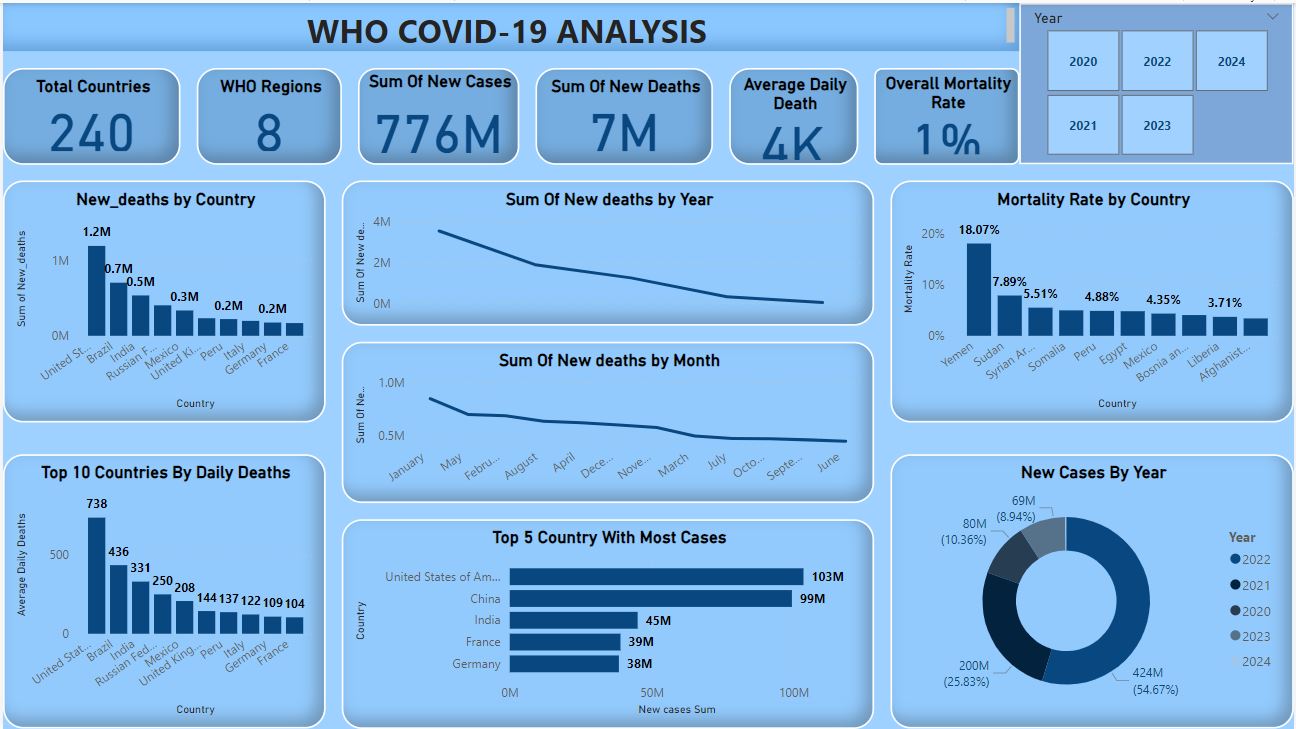 WHO COVID-19 ANALYSIS
Year
2020
2022
2024
2021
2023
Total Countries
240
WHO Regions
8
Sum Of New Cases
776M
Sum Of New Deaths
7M
Average Daily
Death
4K
Overall Mortality
Rate
1%
New_deaths by Country
Sum of New_deaths
1M
0M
1.2M
0.7M
0.5M
0.3M
0.2M
0.2M
United St...
Brazil
India
Russian F...
Mexico
United Ki...
Peru
Italy
Germany
France
Country
Sum Of New deaths by Year
Sum Of New de...
4M
2M
0M
Mortality Rate by Country
Mortality Rate
20%
10%
0%
18.07%
7.89%
5.51%
4.88%
4.35%
3.71%
Yemen
Sudan
Syrian Ar...
Somalia
Peru
Egypt
Mexico
Bosnia an...
Liberia
Afghanist...
Country
Sum Of New deaths by Month
Sum Of Ne...
1.0M
0.5M
January
May
Febru...
August
April
Dece...
Nove...
March
July
Octo...
Septe...
June
Top 10 Countries By Daily Deaths
Average Daily Deaths
500
0
738
436
331
250
208
144
137
122
109
104
United Stat...
Brazil
India
Russian Fed...
Mexico
United King...
Peru
Italy
Germany
France
Country
Top 5 Country With Most Cases
Country
United States of Am...
103M
China
99M
India
45M
France
39M
Germany
38M
0M
50M
100M
New cases Sum
New Cases By Year
69M
(8.94%)
80M
(10.36%)
200M
(25.83%)
424M
(54.67%)
Year
2022
2021
2020
2023
2024